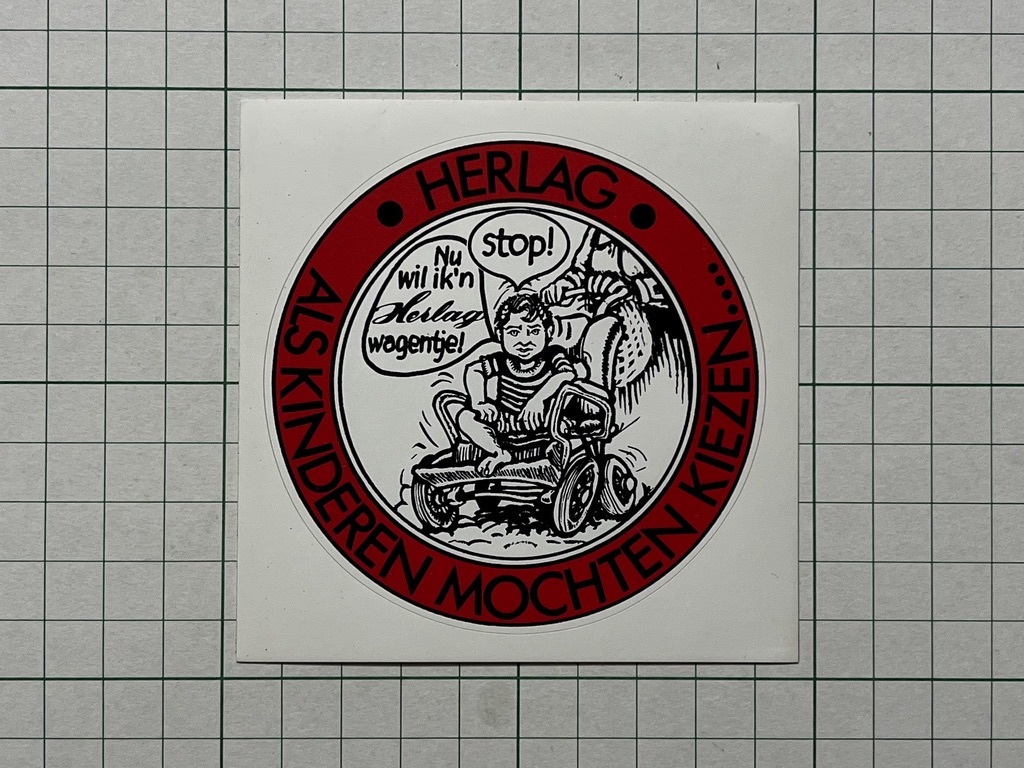 HERLAG
stop!
Nu
wil ik'n
Herlag
wagentje!
ALS KINDEREN MOCHTEN KIEZEN.....